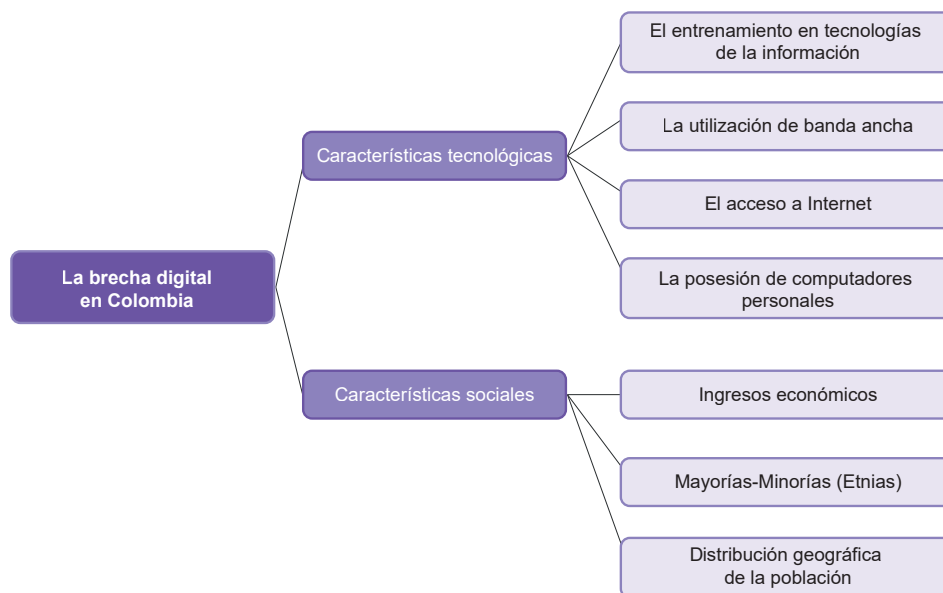 La brecha digital
en Colombia
Características tecnológicas
El entrenamiento en tecnologías
de la información
La utilización de banda ancha
El acceso a Internet
La posesión de computadores
personales
Características sociales
Ingresos económicos
Mayorías-Minorías (Etnias)
Distribución geográfica
de la población